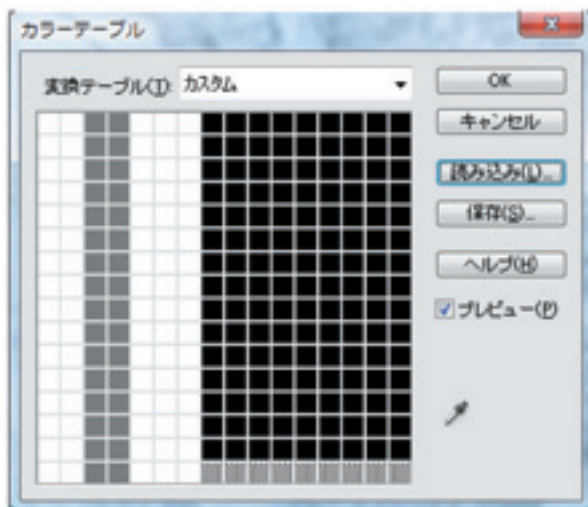 カラーテーブル
変換テーブル(T): カスタム
OK
キャンセル
読み込み(L)...
保存(S)...
ヘルプ(H)
プレビュー(P)